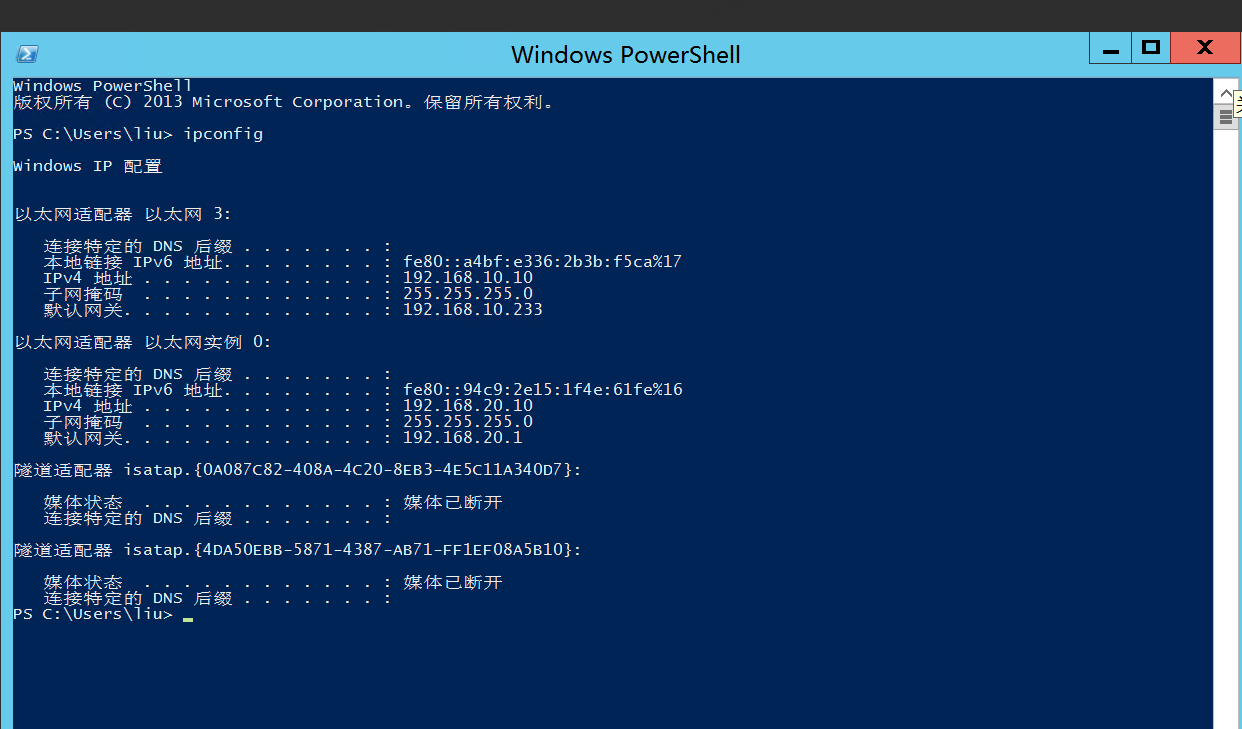 Windows PowerShell
Windows PowerShell
版权所有 (C) 2013 Microsoft Corporation。保留所有权利。
PS C:\Users\liu> ipconfig
Windows IP 配置
以太网适配器 以太网 3:
连接特定的 DNS 后缀 . . . . . . . :
本地链接 IPv6 地址. . . . . . . . : fe80::a4bf:e336:2b3b:f5ca%17
IPv4 地址 . . . . . . . . . . . . : 192.168.10.10
子网掩码  . . . . . . . . . . . . : 255.255.255.0
默认网关. . . . . . . . . . . . . : 192.168.10.233
以太网适配器 以太网实例 0:
连接特定的 DNS 后缀 . . . . . . . :
本地链接 IPv6 地址. . . . . . . . : fe80::94c9:2e15:1f4e:61fe%16
IPv4 地址 . . . . . . . . . . . . : 192.168.20.10
子网掩码  . . . . . . . . . . . . : 255.255.255.0
默认网关. . . . . . . . . . . . . : 192.168.20.1
隧道适配器 isatap.{0A087C82-408A-4C20-8EB3-4E5C11A340D7}:
媒体状态  . . . . . . . . . . . . : 媒体已断开
连接特定的 DNS 后缀 . . . . . . . :
隧道适配器 isatap.{4DA50EBB-5871-4387-AB71-FF1EF08A5B10}:
媒体状态  . . . . . . . . . . . . : 媒体已断开
连接特定的 DNS 后缀 . . . . . . . :
PS C:\Users\liu>